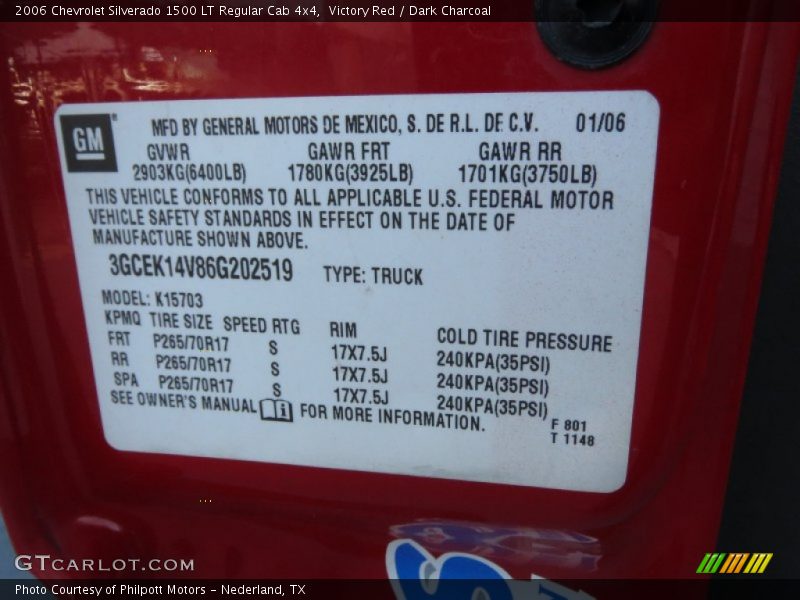 2006 Chevrolet Silverado 1500 LT Regular Cab 4x4, Victory Red / Dark Charcoal
GM
MFD BY GENERAL MOTORS DE MEXICO, S. DE R.L. DE C.V. 01/06
GVWR GAWR FRT GAWR RR
2903KG(6400LB) 1780KG(3925LB) 1701KG(3750LB)
THIS VEHICLE CONFORMS TO ALL APPLICABLE U.S. FEDERAL MOTOR
VEHICLE SAFETY STANDARDS IN EFFECT ON THE DATE OF
MANUFACTURE SHOWN ABOVE.
3GCEK14V86G202519 TYPE: TRUCK
MODEL: K15703
KPMQ TIRE SIZE SPEED RTG RIM COLD TIRE PRESSURE
FRT P265/70R17 S 17X7.5J 240KPA(35PSI)
RR P265/70R17 S 17X7.5J 240KPA(35PSI)
SPA P265/70R17 S 17X7.5J 240KPA(35PSI)
SEE OWNER'S MANUAL i FOR MORE INFORMATION.
F 801
T 1148
GTcarlot.com
Photo Courtesy of Philpott Motors - Nederland, TX